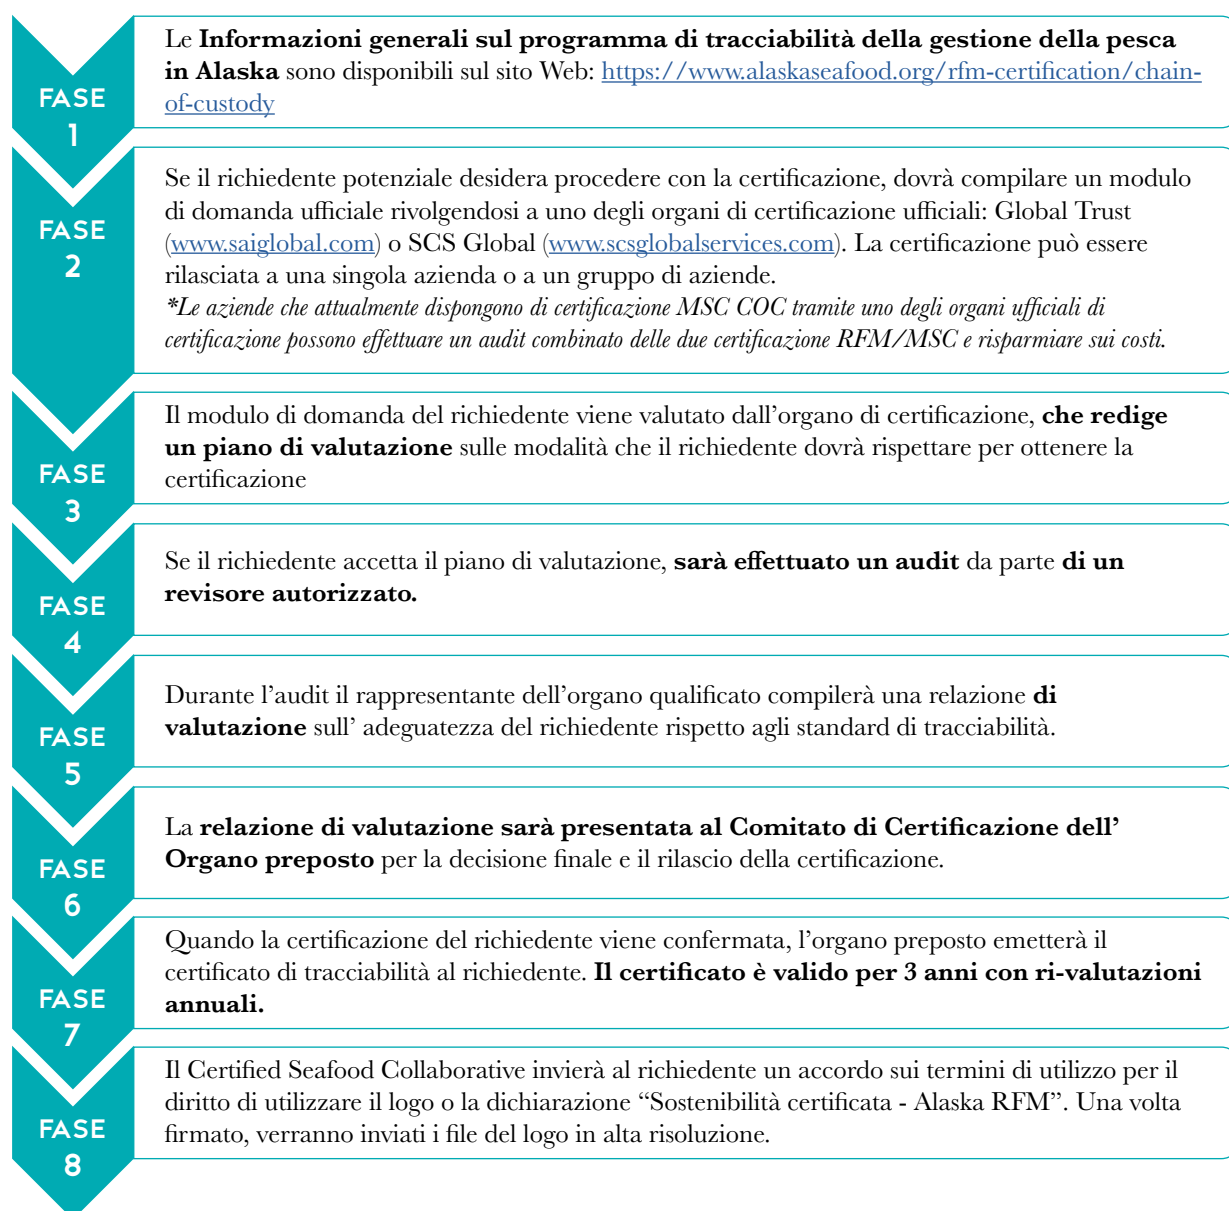 Le Informazioni generali sul programma di tracciabilità della gestione della pesca
in Alaska sono disponibili sul sito Web: https://www.alaskaseafood.org/rfm-certification/chain-
of-custody
FASE
1
Se il richiedente potenziale desidera procedere con la certificazione, dovrà compilare un modulo
di domanda ufficiale rivolgendosi a uno degli organi di certificazione ufficiali: Global Trust
(www.saiglobal.com) o SCS Global (www.scsglobalservices.com). La certificazione può essere
rilasciata a una singola azienda o a un gruppo di aziende.
*Le aziende che attualmente dispongono di certificazione MSC COC tramite uno degli organi ufficiali di
certificazione possono effettuare un audit combinato delle due certificazione RFM/MSC e risparmiare sui costi.
FASE
2
Il modulo di domanda del richiedente viene valutato dall'organo di certificazione, che redige
un piano di valutazione sulle modalità che il richiedente dovrà rispettare per ottenere la
certificazione
FASE
3
Se il richiedente accetta il piano di valutazione, sarà effettuato un audit da parte di un
revisore autorizzato.
FASE
4
Durante l'audit il rappresentante dell'organo qualificato compilerà una relazione di
valutazione sull' adeguatezza del richiedente rispetto agli standard di tracciabilità.
FASE
5
La relazione di valutazione sarà presentata al Comitato di Certificazione dell'
Organo preposto per la decisione finale e il rilascio della certificazione.
FASE
6
Quando la certificazione del richiedente viene confermata, l'organo preposto emetterà il
certificato di tracciabilità al richiedente. Il certificato è valido per 3 anni con ri-valutazioni
annuali.
FASE
7
Il Certified Seafood Collaborative invierà al richiedente un accordo sui termini di utilizzo per il
diritto di utilizzare il logo o la dichiarazione “Sostenibilità certificata - Alaska RFM”. Una volta
firmato, verranno inviati i file del logo in alta risoluzione.
FASE
8